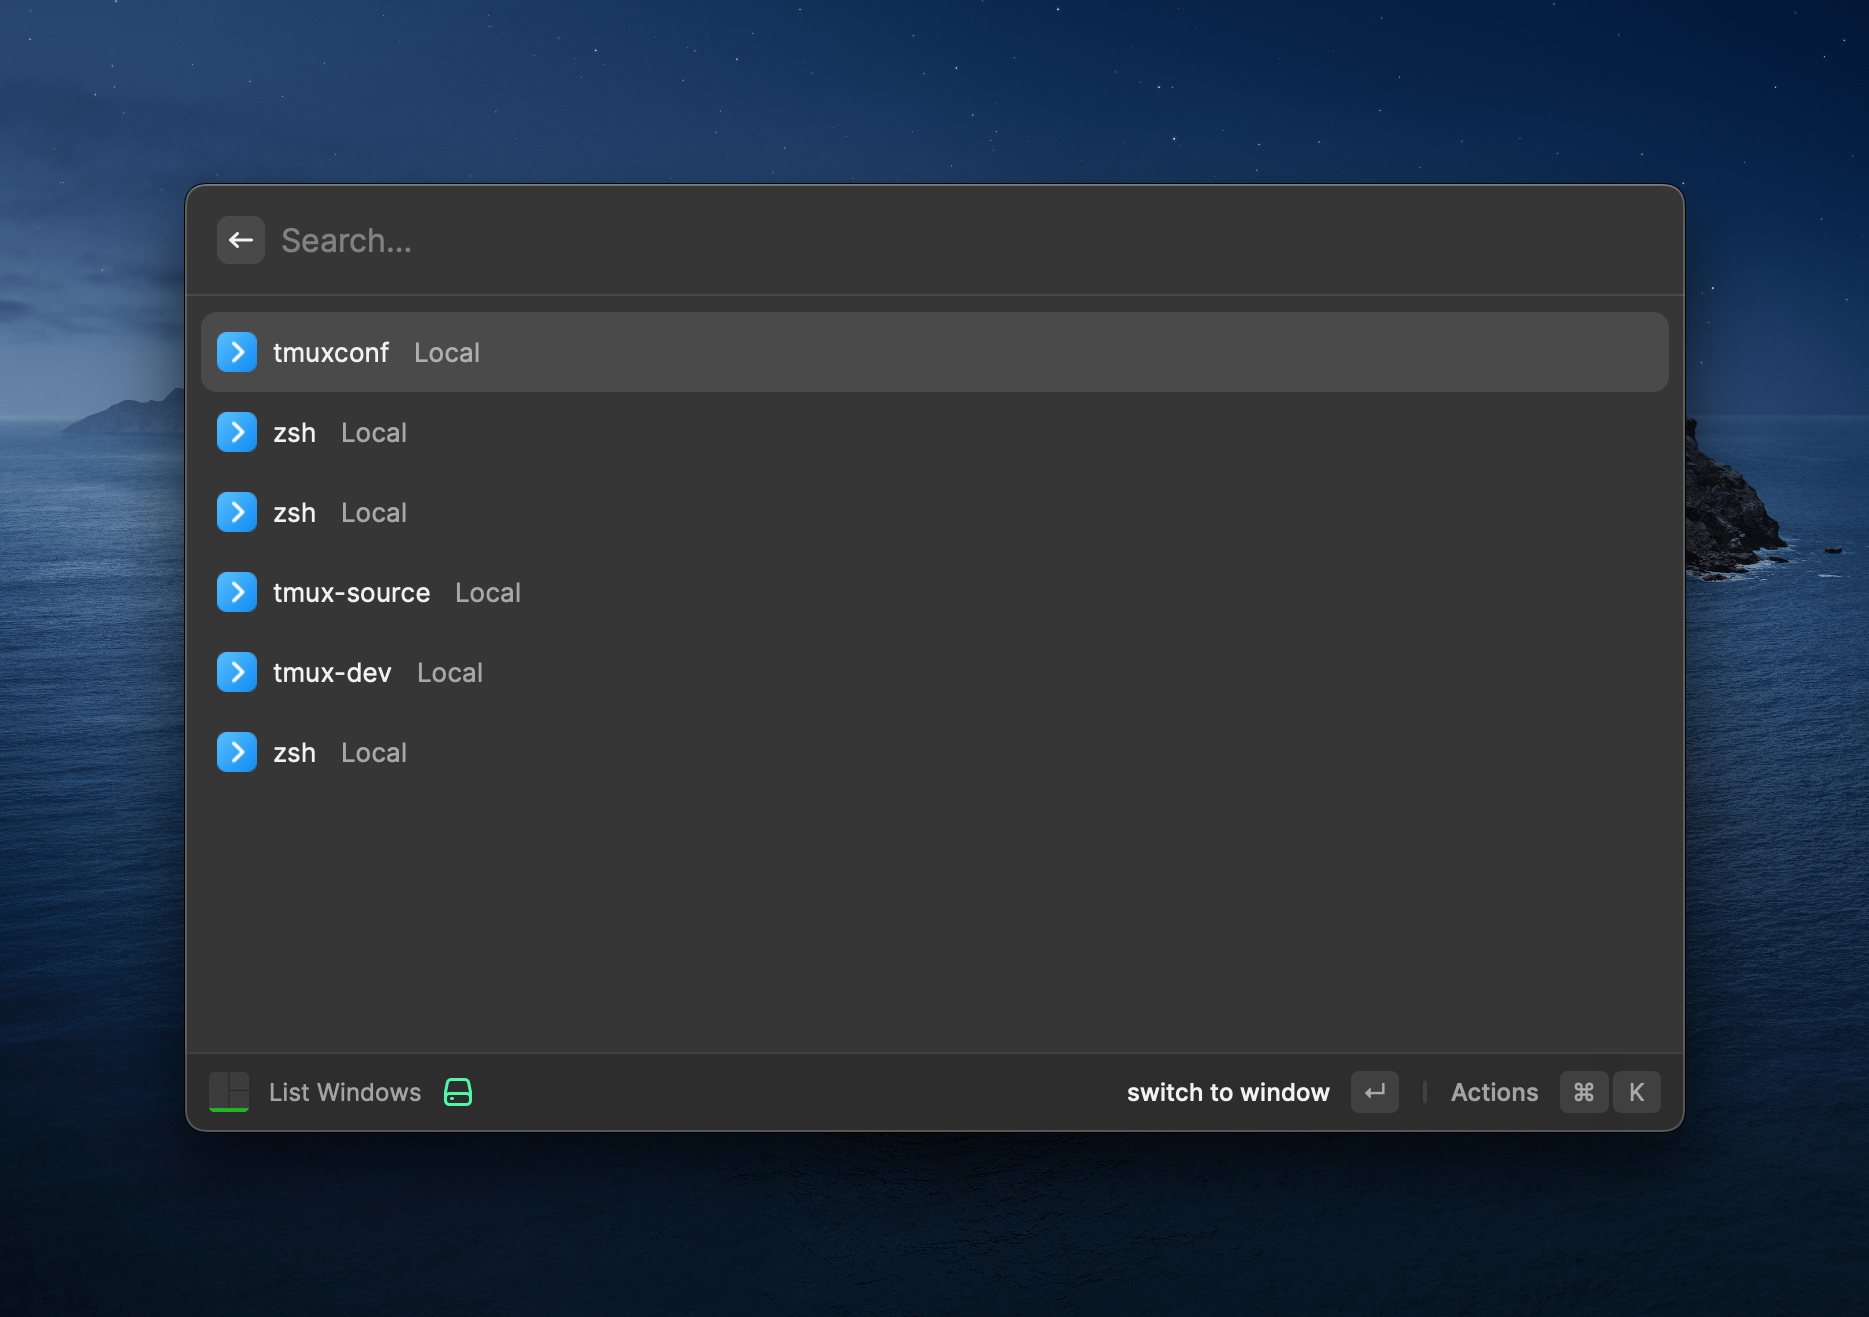 Search...
tmuxconf Local
zsh Local
zsh Local
tmux-source Local
tmux-dev Local
zsh Local
List Windows switch to window ↵ | Actions ⌘ K